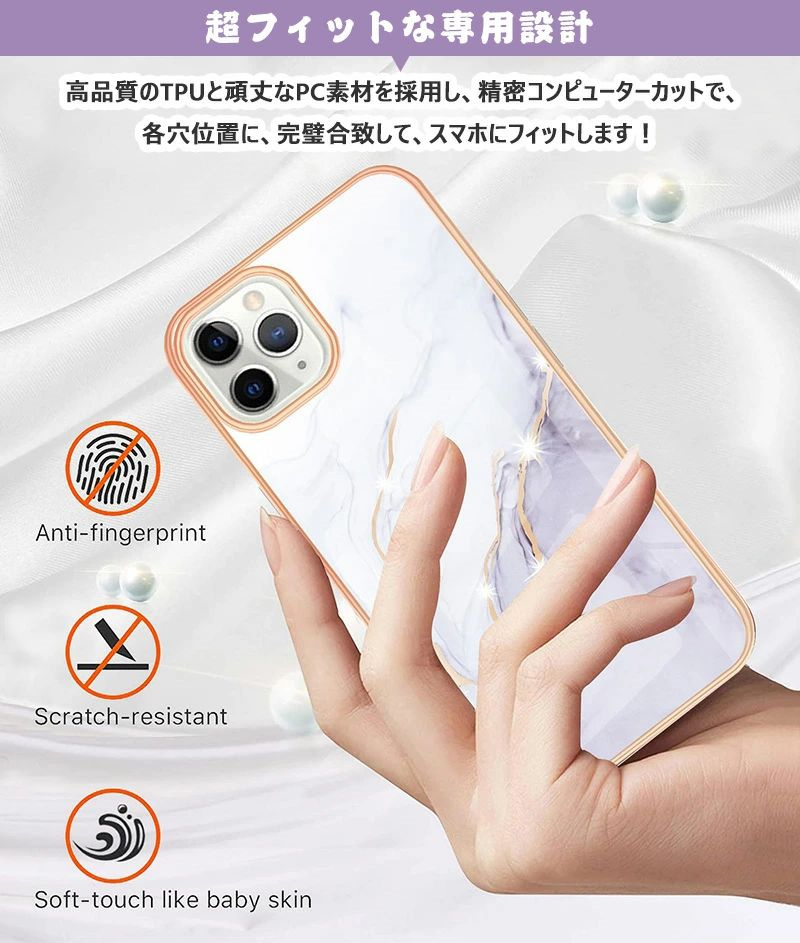 超フィットな専用設計
高品質のTPUと頑丈なPC素材を採用し、精密コンピューターカットで、
各穴位置に、完璧合致して、スマホにフィットします！
Anti-fingerprint
Scratch-resistant
Soft-touch like baby skin